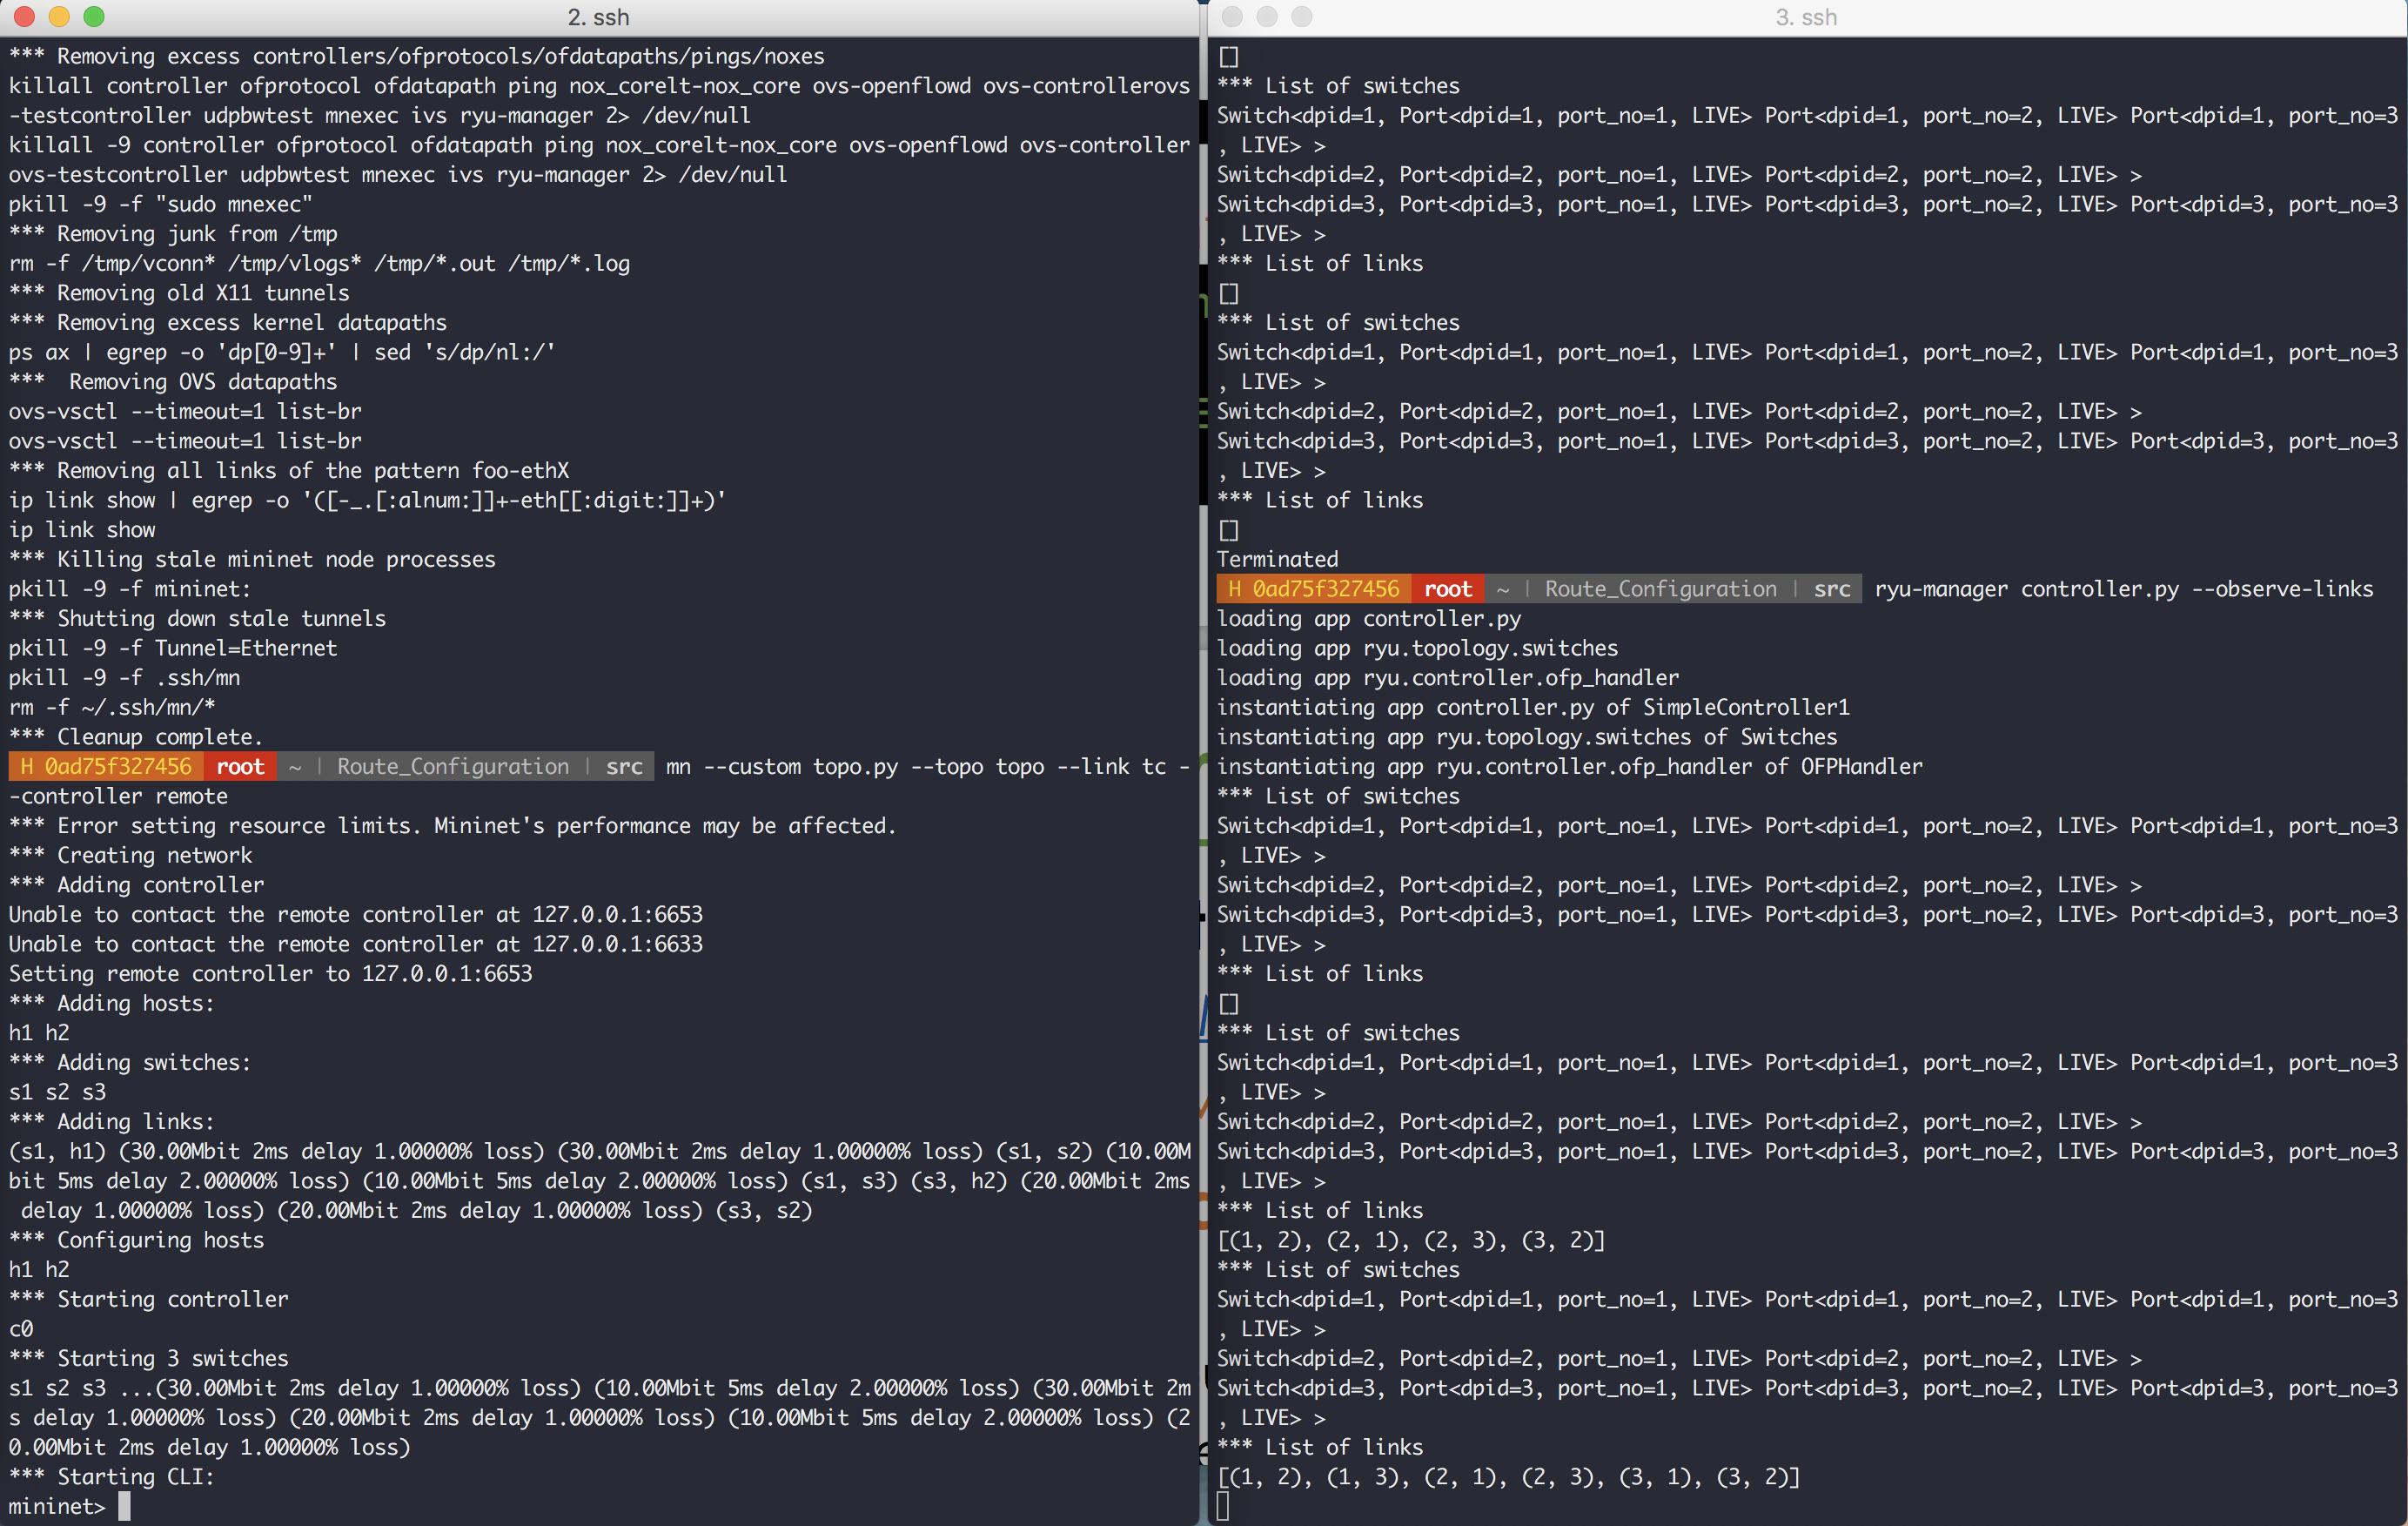 2. ssh
*** Removing excess controllers/ofprotocols/ofdatapaths/pings/noxes
killall controller ofprotocol ofdatapath ping nox_corelt-nox_core ovs-openflowd ovs-controllerovs
-testcontroller udpbwtest mnexec ivs ryu-manager 2> /dev/null
killall -9 controller ofprotocol ofdatapath ping nox_corelt-nox_core ovs-openflowd ovs-controller
ovs-testcontroller udpbwtest mnexec ivs ryu-manager 2> /dev/null
pkill -9 -f "sudo mnexec"
*** Removing junk from /tmp
rm -f /tmp/vconn* /tmp/vlogs* /tmp/*.out /tmp/*.log
*** Removing old X11 tunnels
*** Removing excess kernel datapaths
ps ax | egrep -o 'dp[0-9]+' | sed 's/dp/nl:/'
***  Removing OVS datapaths
ovs-vsctl --timeout=1 list-br
ovs-vsctl --timeout=1 list-br
*** Removing all links of the pattern foo-ethX
ip link show | egrep -o '([-_.[:alnum:]]+-eth[[:digit:]]+)'
ip link show
*** Killing stale mininet node processes
pkill -9 -f mininet:
*** Shutting down stale tunnels
pkill -9 -f Tunnel=Ethernet
pkill -9 -f .ssh/mn
rm -f ~/.ssh/mn/*
*** Cleanup complete.
H 0ad75f327456 root ~ | Route_Configuration | src mn --custom topo.py --topo topo --link tc -
-controller remote
*** Error setting resource limits. Mininet's performance may be affected.
*** Creating network
*** Adding controller
Unable to contact the remote controller at 127.0.0.1:6653
Unable to contact the remote controller at 127.0.0.1:6633
Setting remote controller to 127.0.0.1:6653
*** Adding hosts:
h1 h2
*** Adding switches:
s1 s2 s3
*** Adding links:
(s1, h1) (30.00Mbit 2ms delay 1.00000% loss) (30.00Mbit 2ms delay 1.00000% loss) (s1, s2) (10.00M
bit 5ms delay 2.00000% loss) (10.00Mbit 5ms delay 2.00000% loss) (s1, s3) (s3, h2) (20.00Mbit 2ms
 delay 1.00000% loss) (20.00Mbit 2ms delay 1.00000% loss) (s3, s2)
*** Configuring hosts
h1 h2
*** Starting controller
c0
*** Starting 3 switches
s1 s2 s3 ...(30.00Mbit 2ms delay 1.00000% loss) (10.00Mbit 5ms delay 2.00000% loss) (30.00Mbit 2m
s delay 1.00000% loss) (20.00Mbit 2ms delay 1.00000% loss) (10.00Mbit 5ms delay 2.00000% loss) (2
0.00Mbit 2ms delay 1.00000% loss)
*** Starting CLI:
mininet>
3. ssh
[]
*** List of switches
Switch<dpid=1, Port<dpid=1, port_no=1, LIVE> Port<dpid=1, port_no=2, LIVE> Port<dpid=1, port_no=3
, LIVE> >
Switch<dpid=2, Port<dpid=2, port_no=1, LIVE> Port<dpid=2, port_no=2, LIVE> >
Switch<dpid=3, Port<dpid=3, port_no=1, LIVE> Port<dpid=3, port_no=2, LIVE> Port<dpid=3, port_no=3
, LIVE> >
*** List of links
[]
*** List of switches
Switch<dpid=1, Port<dpid=1, port_no=1, LIVE> Port<dpid=1, port_no=2, LIVE> Port<dpid=1, port_no=3
, LIVE> >
Switch<dpid=2, Port<dpid=2, port_no=1, LIVE> Port<dpid=2, port_no=2, LIVE> >
Switch<dpid=3, Port<dpid=3, port_no=1, LIVE> Port<dpid=3, port_no=2, LIVE> Port<dpid=3, port_no=3
, LIVE> >
*** List of links
[]
Terminated
H 0ad75f327456 root ~ | Route_Configuration | src ryu-manager controller.py --observe-links
loading app controller.py
loading app ryu.topology.switches
loading app ryu.controller.ofp_handler
instantiating app controller.py of SimpleController1
instantiating app ryu.topology.switches of Switches
instantiating app ryu.controller.ofp_handler of OFPHandler
*** List of switches
Switch<dpid=1, Port<dpid=1, port_no=1, LIVE> Port<dpid=1, port_no=2, LIVE> Port<dpid=1, port_no=3
, LIVE> >
Switch<dpid=2, Port<dpid=2, port_no=1, LIVE> Port<dpid=2, port_no=2, LIVE> >
Switch<dpid=3, Port<dpid=3, port_no=1, LIVE> Port<dpid=3, port_no=2, LIVE> Port<dpid=3, port_no=3
, LIVE> >
*** List of links
[]
*** List of switches
Switch<dpid=1, Port<dpid=1, port_no=1, LIVE> Port<dpid=1, port_no=2, LIVE> Port<dpid=1, port_no=3
, LIVE> >
Switch<dpid=2, Port<dpid=2, port_no=1, LIVE> Port<dpid=2, port_no=2, LIVE> >
Switch<dpid=3, Port<dpid=3, port_no=1, LIVE> Port<dpid=3, port_no=2, LIVE> Port<dpid=3, port_no=3
, LIVE> >
*** List of links
[(1, 2), (2, 1), (2, 3), (3, 2)]
*** List of switches
Switch<dpid=1, Port<dpid=1, port_no=1, LIVE> Port<dpid=1, port_no=2, LIVE> Port<dpid=1, port_no=3
, LIVE> >
Switch<dpid=2, Port<dpid=2, port_no=1, LIVE> Port<dpid=2, port_no=2, LIVE> >
Switch<dpid=3, Port<dpid=3, port_no=1, LIVE> Port<dpid=3, port_no=2, LIVE> Port<dpid=3, port_no=3
, LIVE> >
*** List of links
[(1, 2), (1, 3), (2, 1), (2, 3), (3, 1), (3, 2)]